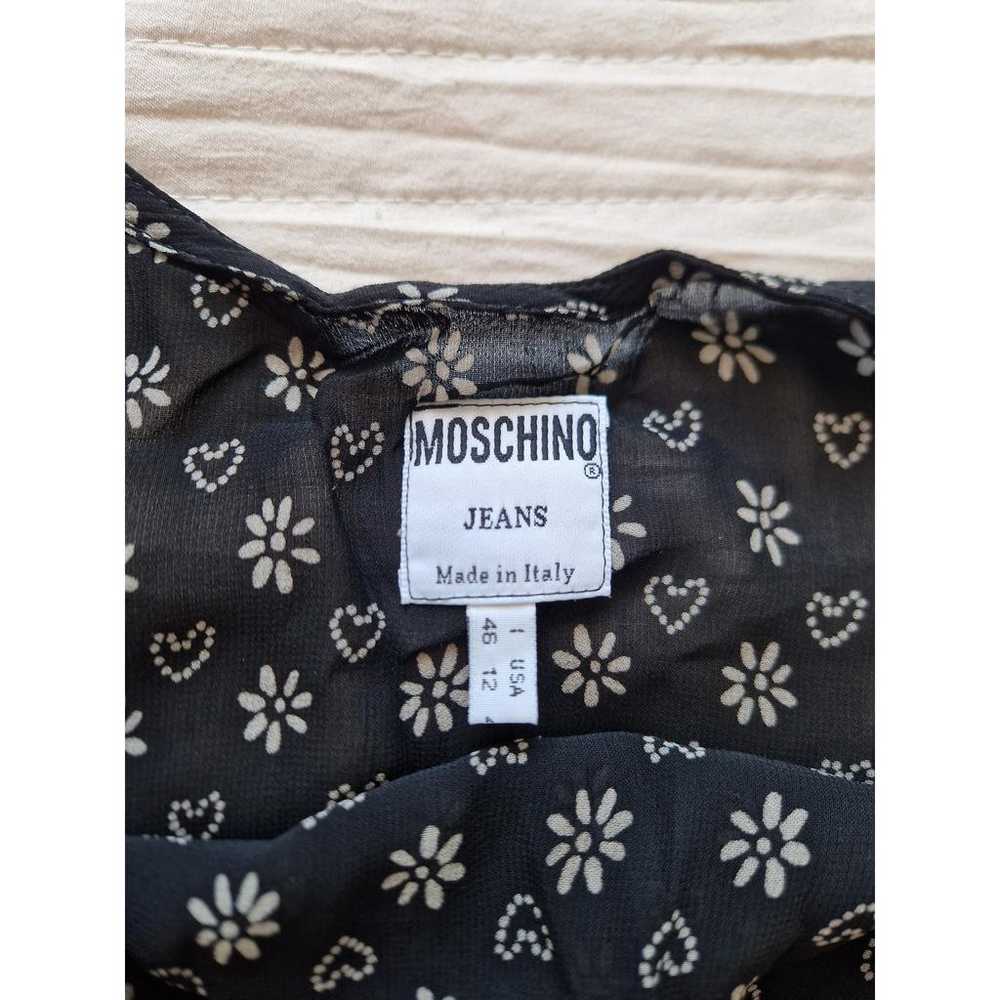 MOSCHINO
®
JEANS
Made in Italy
I USA
46 12